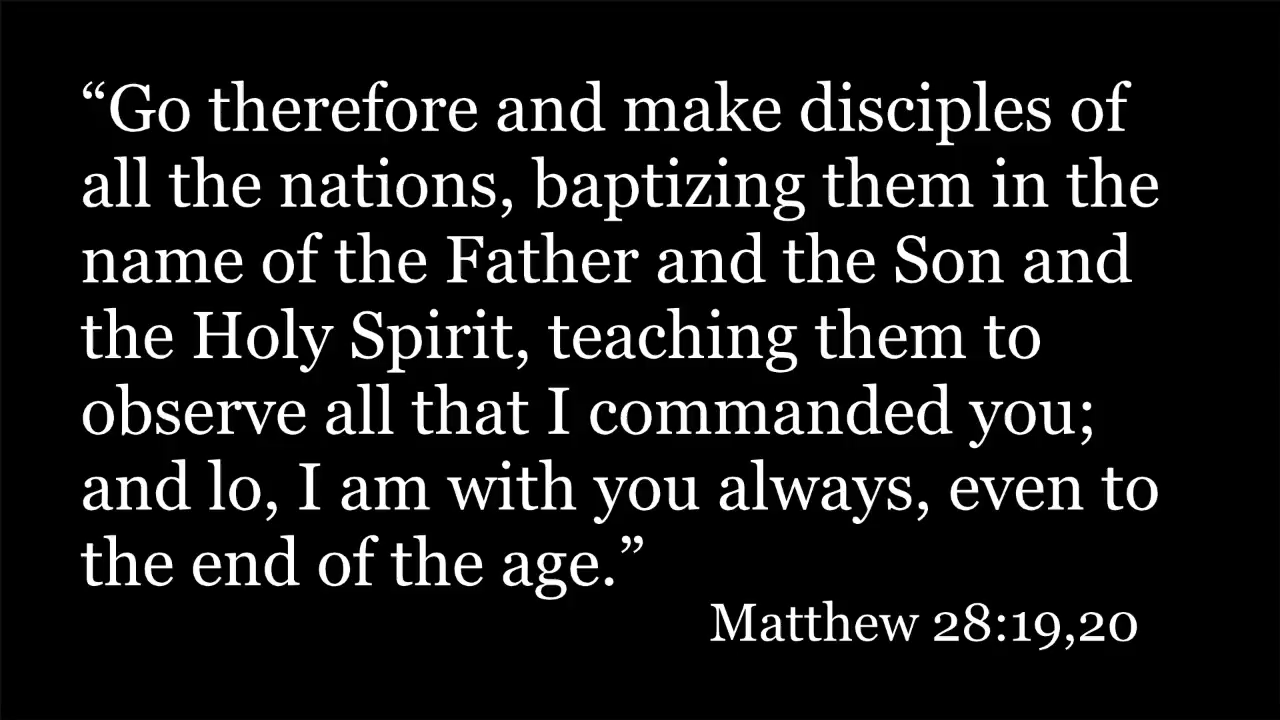 “Go therefore and make disciples of
all the nations, baptizing them in the
name of the Father and the Son and
the Holy Spirit, teaching them to
observe all that I commanded you;
and lo, I am with you always, even to
the end of the age.”
Matthew 28:19,20